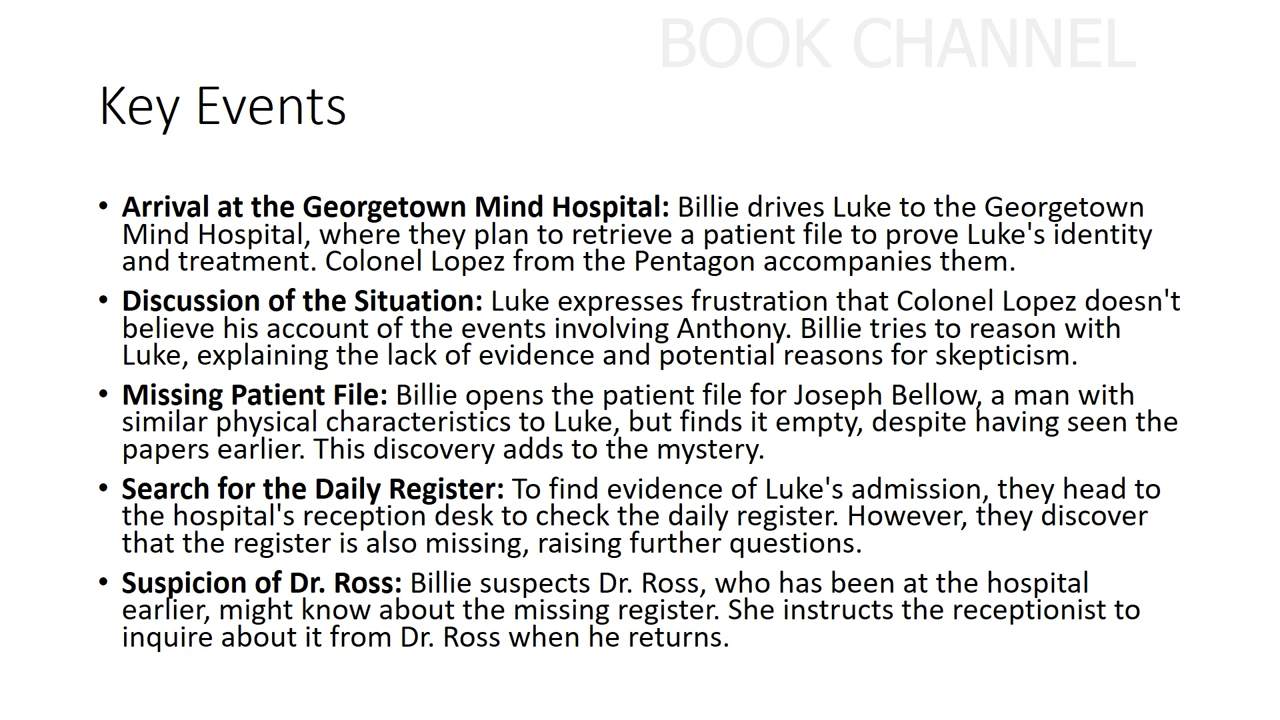 BOOK CHANNEL
Key Events
• Arrival at the Georgetown Mind Hospital: Billie drives Luke to the Georgetown
Mind Hospital, where they plan to retrieve a patient file to prove Luke's identity
and treatment. Colonel Lopez from the Pentagon accompanies them.
• Discussion of the Situation: Luke expresses frustration that Colonel Lopez doesn't
believe his account of the events involving Anthony. Billie tries to reason with
Luke, explaining the lack of evidence and potential reasons for skepticism.
• Missing Patient File: Billie opens the patient file for Joseph Bellow, a man with
similar physical characteristics to Luke, but finds it empty, despite having seen the
papers earlier. This discovery adds to the mystery.
• Search for the Daily Register: To find evidence of Luke's admission, they head to
the hospital's reception desk to check the daily register. However, they discover
that the register is also missing, raising further questions.
• Suspicion of Dr. Ross: Billie suspects Dr. Ross, who has been at the hospital
earlier, might know about the missing register. She instructs the receptionist to
inquire about it from Dr. Ross when he returns.